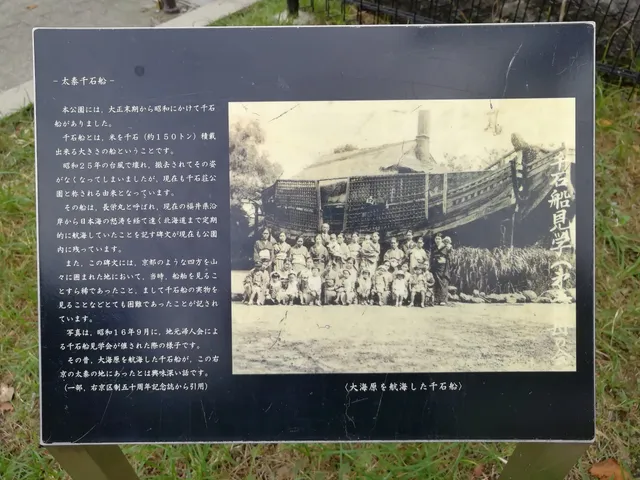 －太秦千石船－
本公園には、大正末期から昭和にかけて千石
船がありました。
千石船とは、米を千石（約１５０トン）積載
出来る大きさの船ということです。
昭和２５年の台風で壊れ、撤去されてその姿
がなくなってしまいましたが、現在も千石荘公
園と称される由来となっています。
その船は、長崇丸と呼ばれ、現在の福井県沿
岸から日本海の怒涛を経て遠く北海道まで定期
的に航海していたことを記す碑文が現在も公園
内に残っています。
また、この碑文には、京都のような四方を山
々に囲まれた地において、当時、船舶を見るこ
とすら稀であったこと、まして千石船の実物を
見ることなどとても困難であったことが記され
ています。
写真は、昭和１６年９月に、地元婦人会によ
る千石船見学会が催された際の様子です。
その昔、大海原を航海した千石船が、この右
京の太秦の地にあったとは興味深い話です。
（一部、右京区制五十周年記念誌から引用）
千石船見学
〈大海原を航海した千石船〉